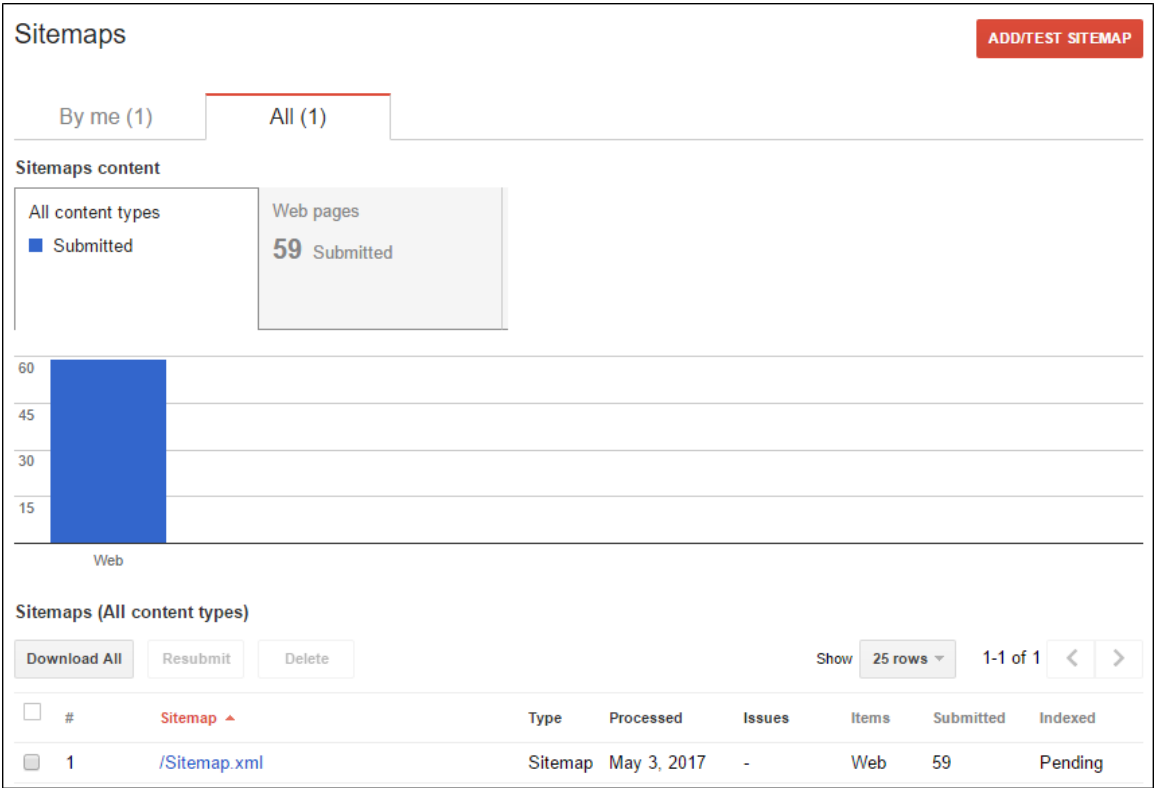 Sitemaps
ADD/TEST SITEMAP
By me (1) All (1)
Sitemaps content
All content types
Submitted
Web pages
59 Submitted
60
45
30
15
Web
Sitemaps (All content types)
Download All Resubmit Delete Show 25 rows 1-1 of 1
# Sitemap Type Processed Issues Items Submitted Indexed
1 /Sitemap.xml Sitemap May 3, 2017 - Web 59 Pending